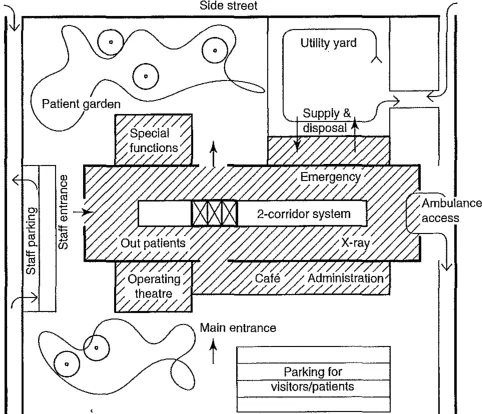 Side street
Utility yard
Patient garden
Supply &
disposal
Special
functions
Emergency
Ambulance
access
Staff parking
Staff entrance
2-corridor system
Out patients
X-ray
Operating
theatre
Café
Administration
Main entrance
Parking for
visitors/patients